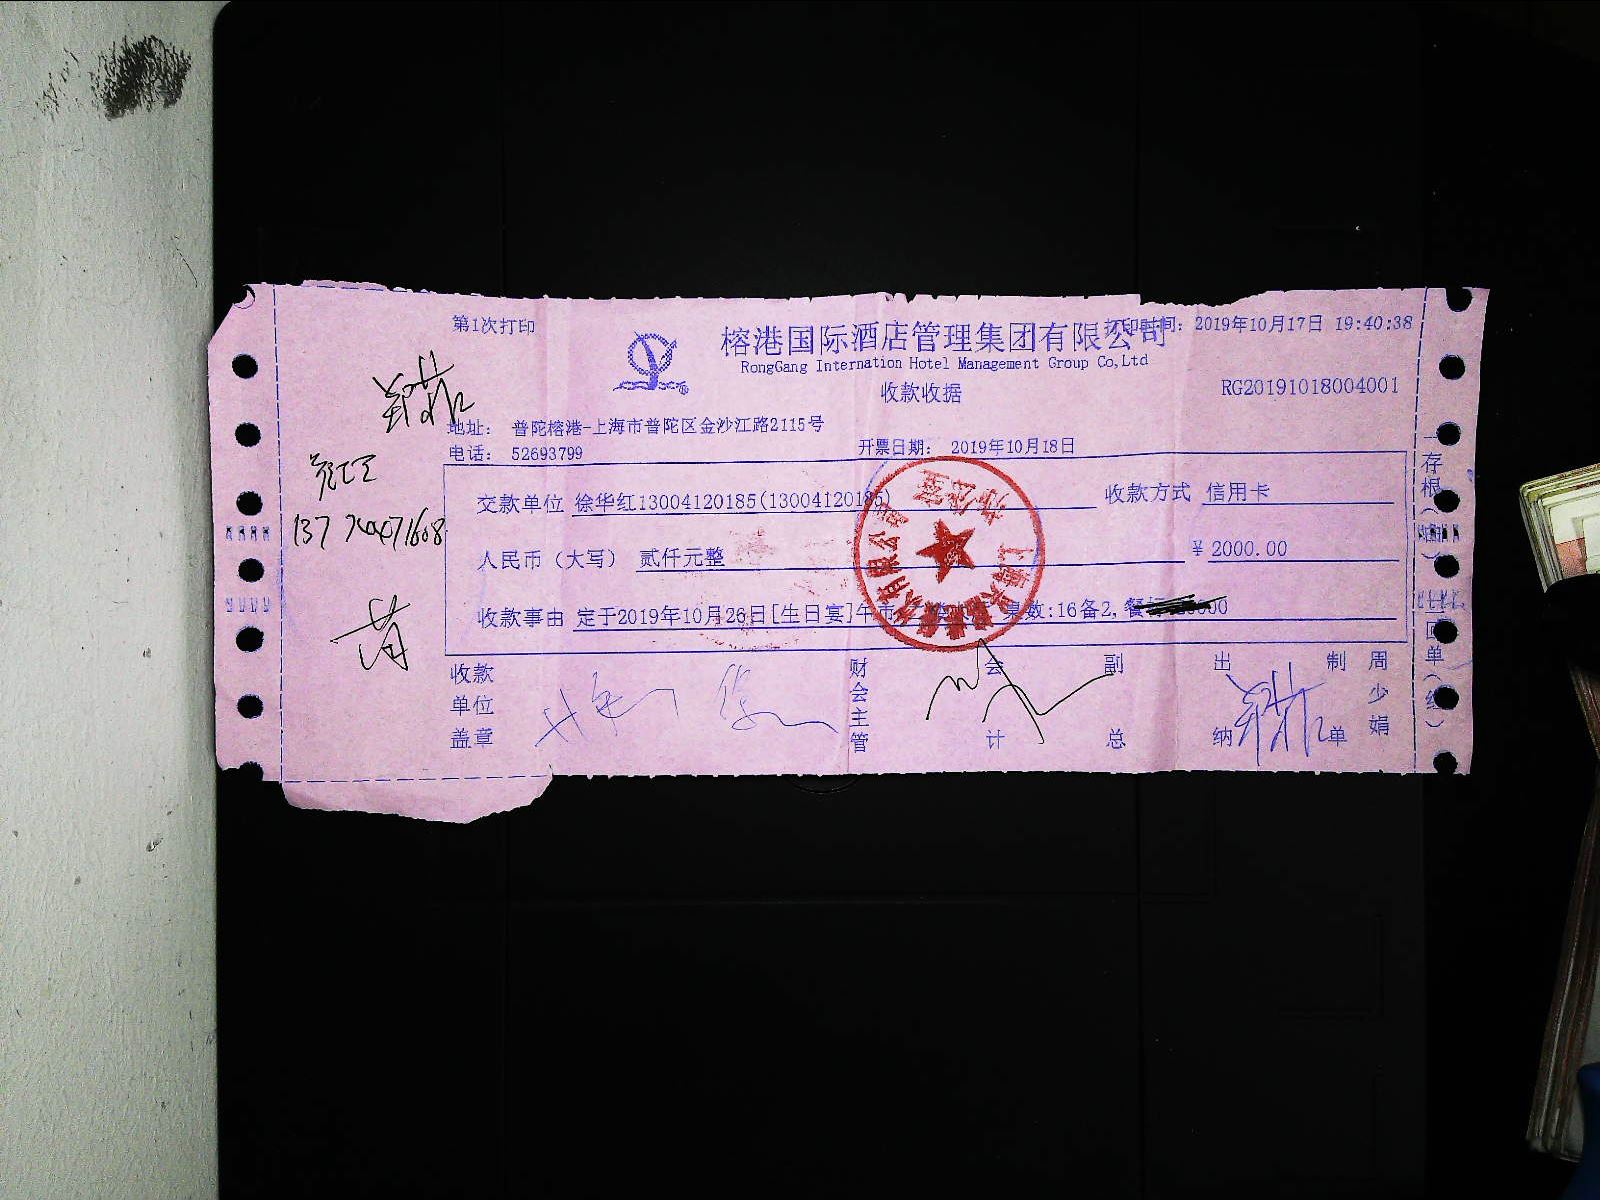 第1次打印
榕港国际酒店管理集团有限公司
打印时间: 2019年10月17日 19:40:38
RongGang Internation Hotel Management Group Co,Ltd
收款收据
RG20191018004001
地址: 普陀榕港-上海市普陀区金沙江路2115号
电话: 52693799
开票日期: 2019年10月18日
交款单位 徐华红13004120185(13004120185)
收款方式 信用卡
人民币（大写） 贰仟元整
¥ 2000.00
收款事由 定于2019年10月26日[生日宴]午市 桌数:16备2,餐标
收款单位盖章
财会主管
会计
副总
出纳
制单
周少娟
存根
回单